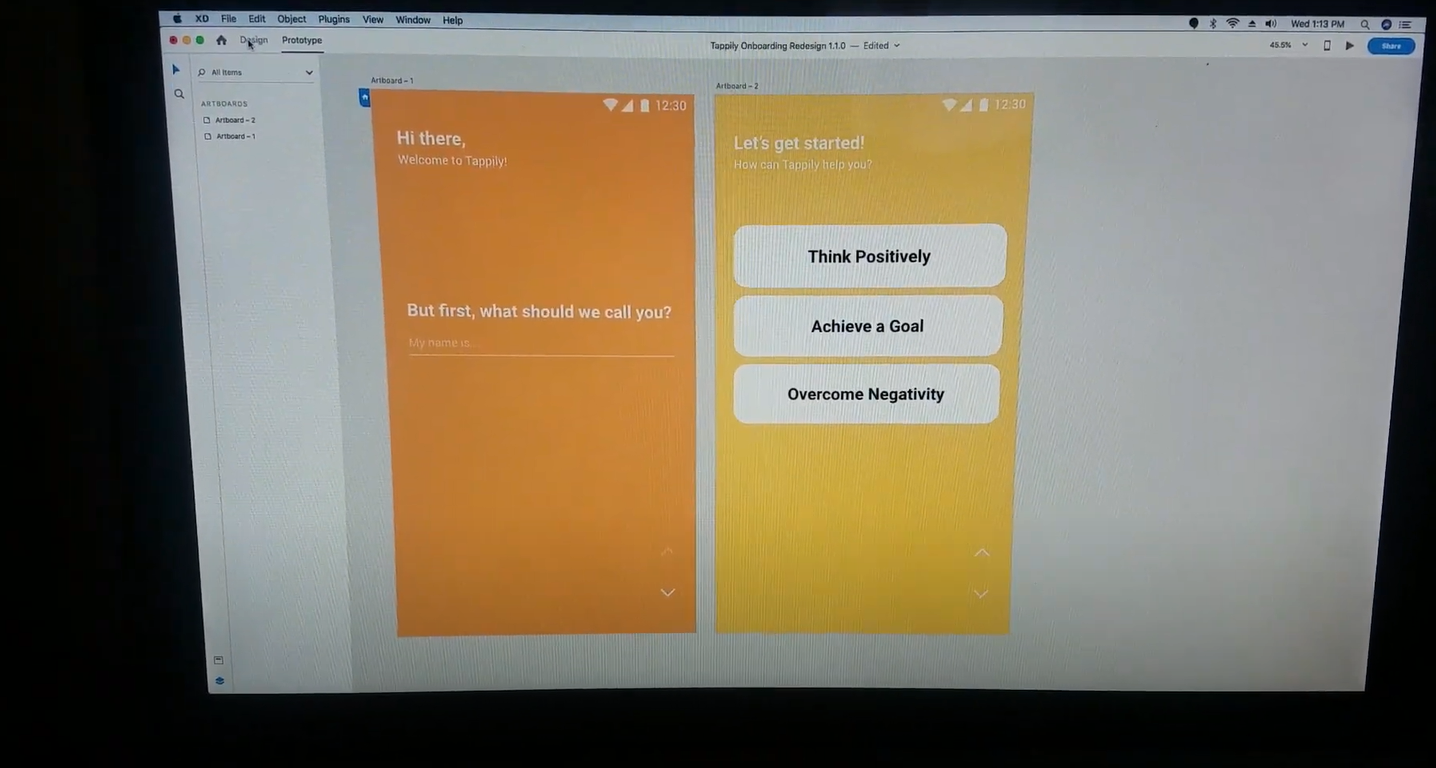 XD File Edit Object Plugins View Window Help
Wed 1:13 PM
Design Prototype
Tappily Onboarding Redesign 1.1.0 — Edited
45.5%
Share
All Items
ARTBOARDS
Artboard – 2
Artboard – 1
Artboard – 1
12:30
Hi there,
Welcome to Tappily!
But first, what should we call you?
My name is...
Artboard – 2
12:30
Let's get started!
How can Tappily help you?
Think Positively
Achieve a Goal
Overcome Negativity